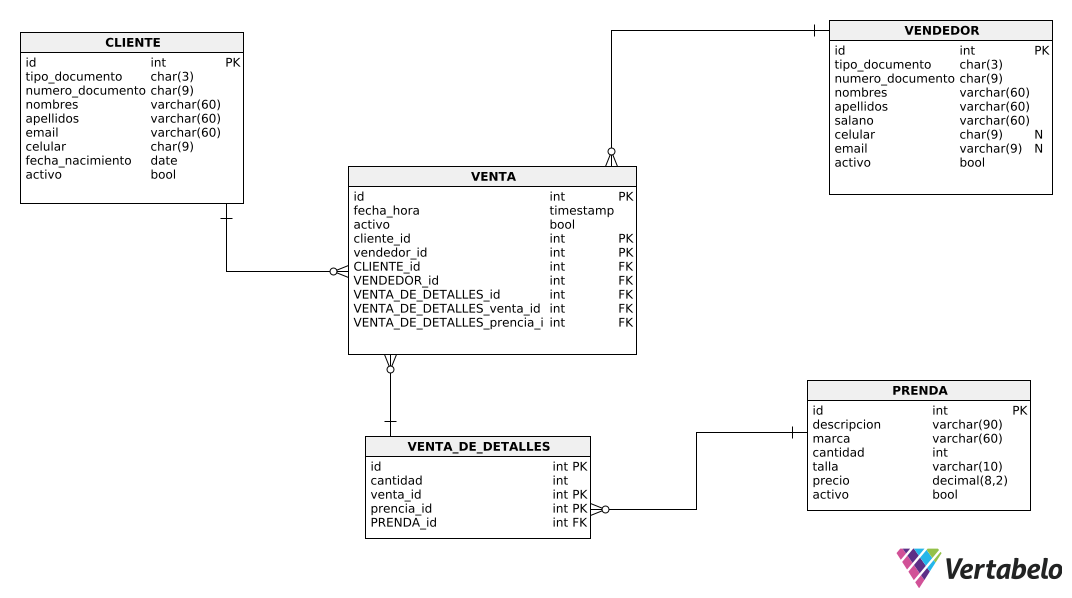 CLIENTE
id int PK
tipo_documento char(3)
numero_documento char(9)
nombres varchar(60)
apellidos varchar(60)
email varchar(60)
celular char(9)
fecha_nacimiento date
activo bool
VENDEDOR
id int PK
tipo_documento char(3)
numero_documento char(9)
nombres varchar(60)
apellidos varchar(60)
salano varchar(60)
celular char(9) N
email varchar(9) N
activo bool
VENTA
id int PK
fecha_hora timestamp
activo bool
cliente_id int PK
vendedor_id int PK
CLIENTE_id int FK
VENDEDOR_id int FK
VENTA_DE_DETALLES_id int FK
VENTA_DE_DETALLES_venta_id int FK
VENTA_DE_DETALLES_prencia_i int FK
VENTA_DE_DETALLES
id int PK
cantidad int
venta_id int PK
prencia_id int PK
PRENDA_id int FK
PRENDA
id int PK
descripcion varchar(90)
marca varchar(60)
cantidad int
talla varchar(10)
precio decimal(8,2)
activo bool
Vertabelo